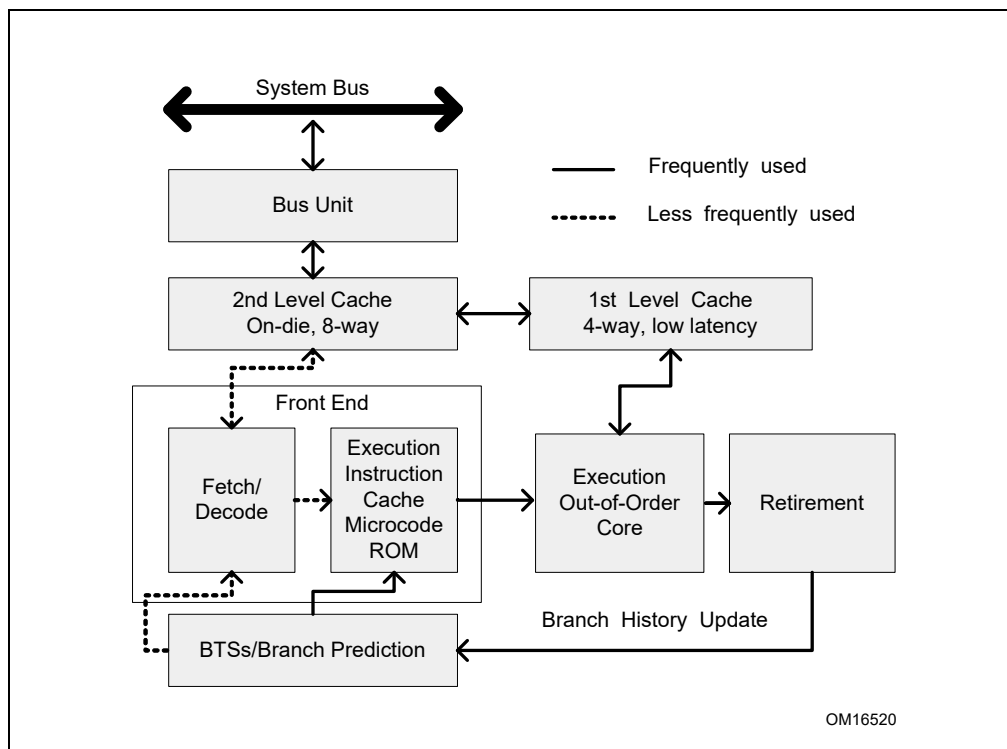 System Bus
Frequently used
Less frequently used
Bus Unit
2nd Level Cache
On-die, 8-way
1st Level Cache
4-way, low latency
Front End
Fetch/
Decode
Execution
Instruction
Cache
Microcode
ROM
Execution
Out-of-Order
Core
Retirement
Branch History Update
BTSs/Branch Prediction
OM16520